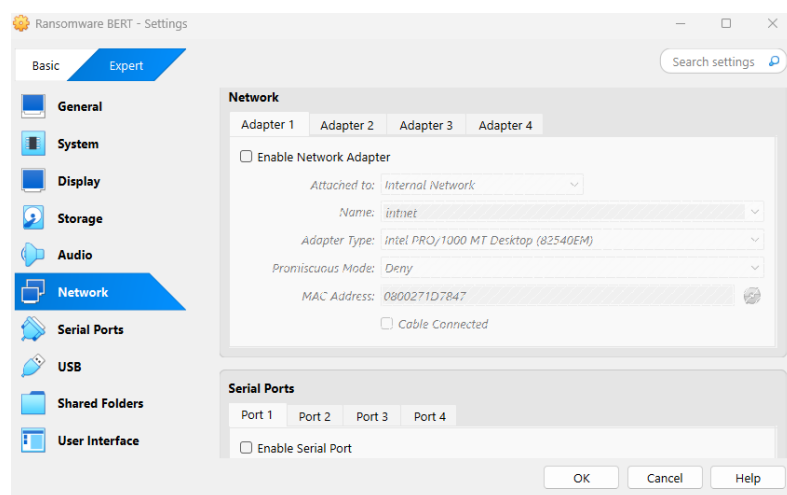 Ransomware BERT - Settings
Basic
Expert
Search settings
General
System
Display
Storage
Audio
Network
Serial Ports
USB
Shared Folders
User Interface
Network
Adapter 1 Adapter 2 Adapter 3 Adapter 4
Enable Network Adapter
Attached to: Internal Network
Name: intnet
Adapter Type: Intel PRO/1000 MT Desktop (82540EM)
Promiscuous Mode: Deny
MAC Address: 0800271D7847
Cable Connected
Serial Ports
Port 1 Port 2 Port 3 Port 4
Enable Serial Port
OK Cancel Help